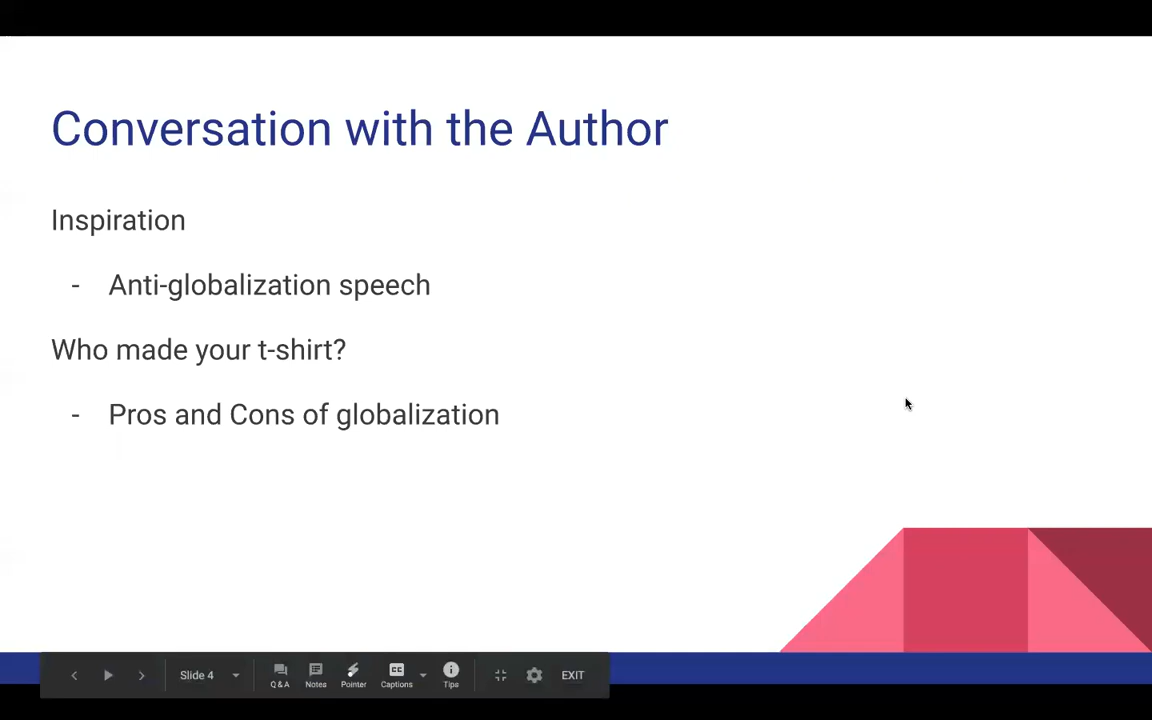 Conversation with the Author
Inspiration
- Anti-globalization speech
Who made your t-shirt?
- Pros and Cons of globalization
Slide 4
Q & A
Notes
Pointer
CC
Captions
Tips
EXIT